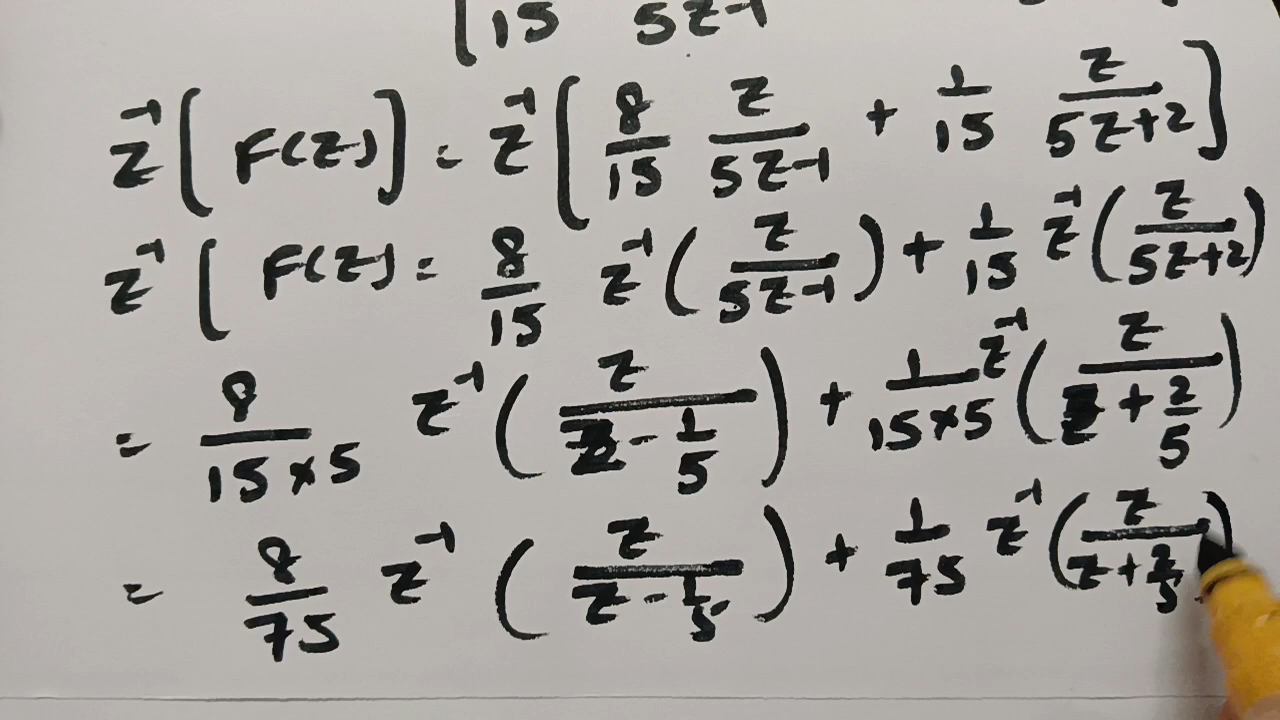 [ 15 5z-1
z⁻¹ [ F(z) ] = z⁻¹ [ 8/15 z/(5z-1) + 1/15 z/(5z+2) ]
z⁻¹ [ F(z) = 8/15 z⁻¹ ( z/(5z-1) ) + 1/15 z⁻¹ ( z/(5z+2) )
= 8/(15×5) z⁻¹ ( z/(z - 1/5) ) + 1/(15×5) z⁻¹ ( z/(z + 2/5) )
= 8/75 z⁻¹ ( z/(z - 1/5) ) + 1/75 z⁻¹ ( z/(z + 2/5) )